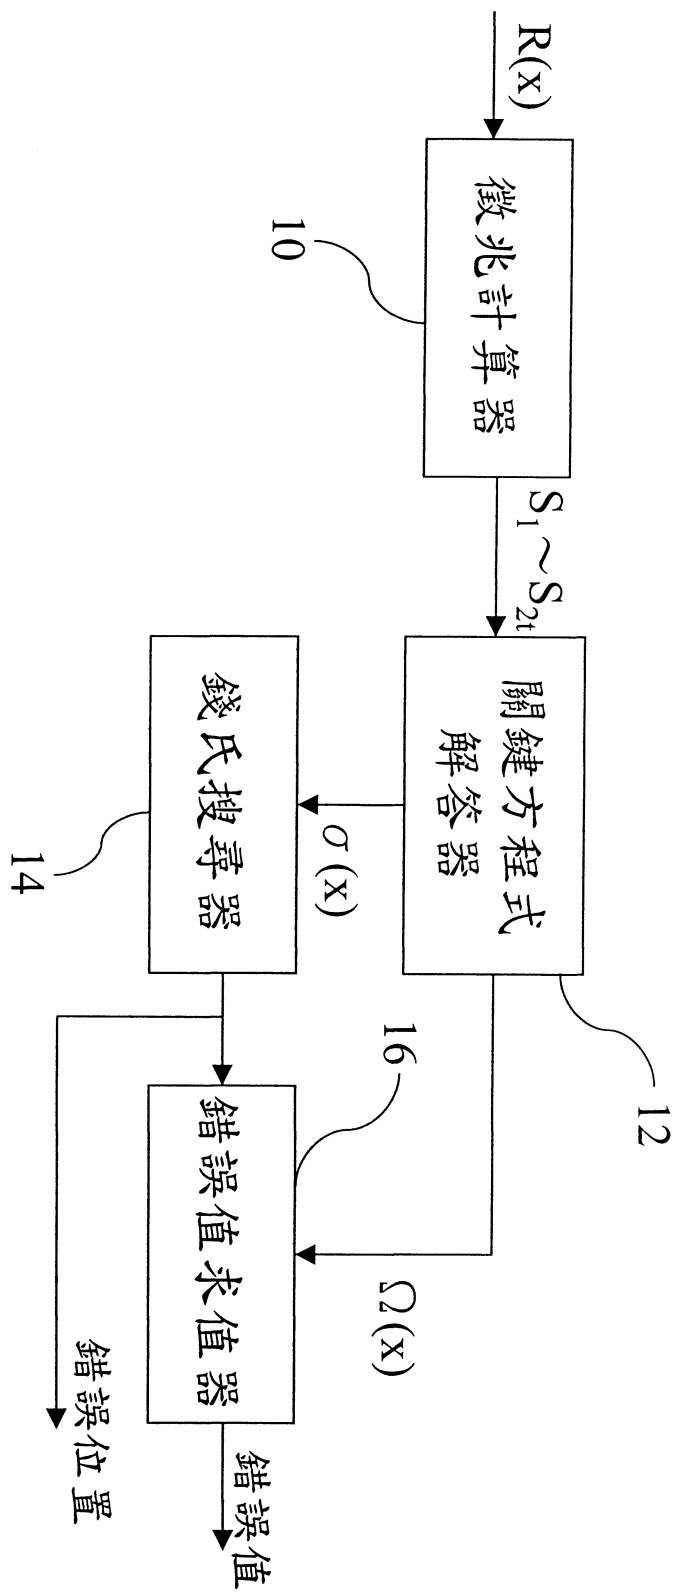 R(x)
徵兆計算器
10
S₁~S₂ₜ
關鍵方程式
解答器
12
σ(x)
錢氏搜尋器
14
Ω(x)
16
錯誤值求值器
錯誤值
錯誤位置